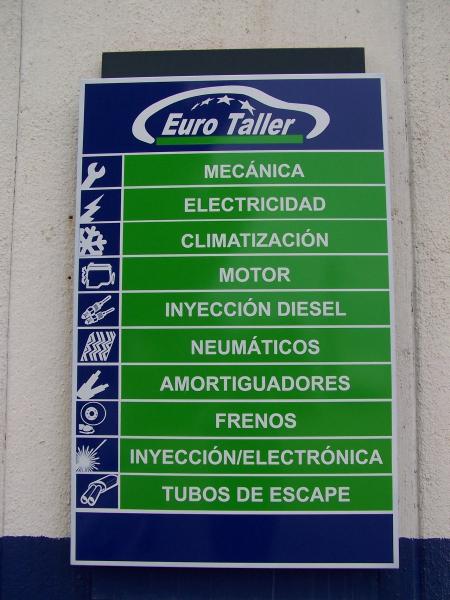 Euro Taller
MECÁNICA
ELECTRICIDAD
CLIMATIZACIÓN
MOTOR
INYECCIÓN DIESEL
NEUMÁTICOS
AMORTIGUADORES
FRENOS
INYECCIÓN/ELECTRÓNICA
TUBOS DE ESCAPE